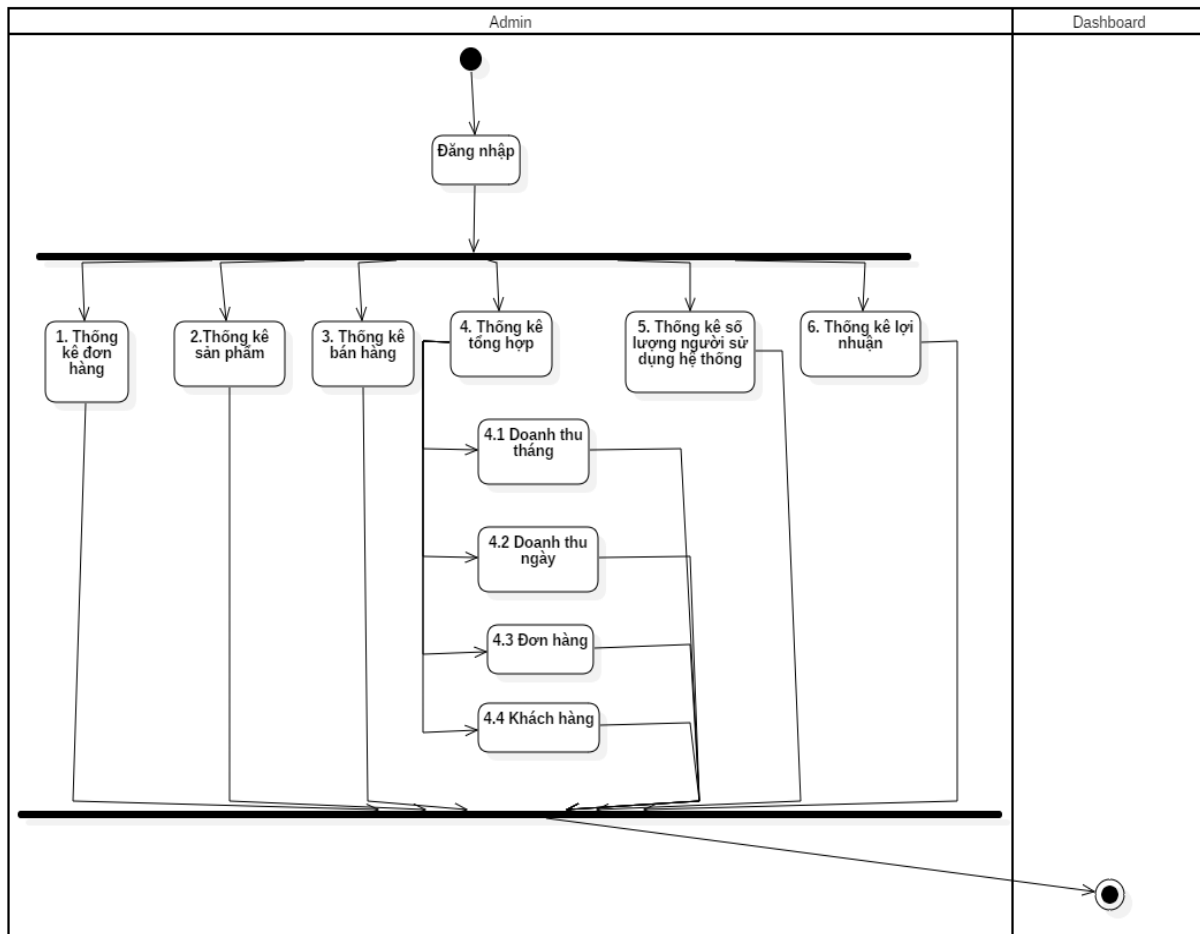 Admin
Dashboard
Đăng nhập
1. Thống
kê đơn
hàng
2.Thống kê
sản phẩm
3. Thống kê
bán hàng
4. Thống kê
tổng hợp
5. Thống kê số
lượng người sử
dụng hệ thống
6. Thống kê lợi
nhuận
4.1 Doanh thu
tháng
4.2 Doanh thu
ngày
4.3 Đơn hàng
4.4 Khách hàng